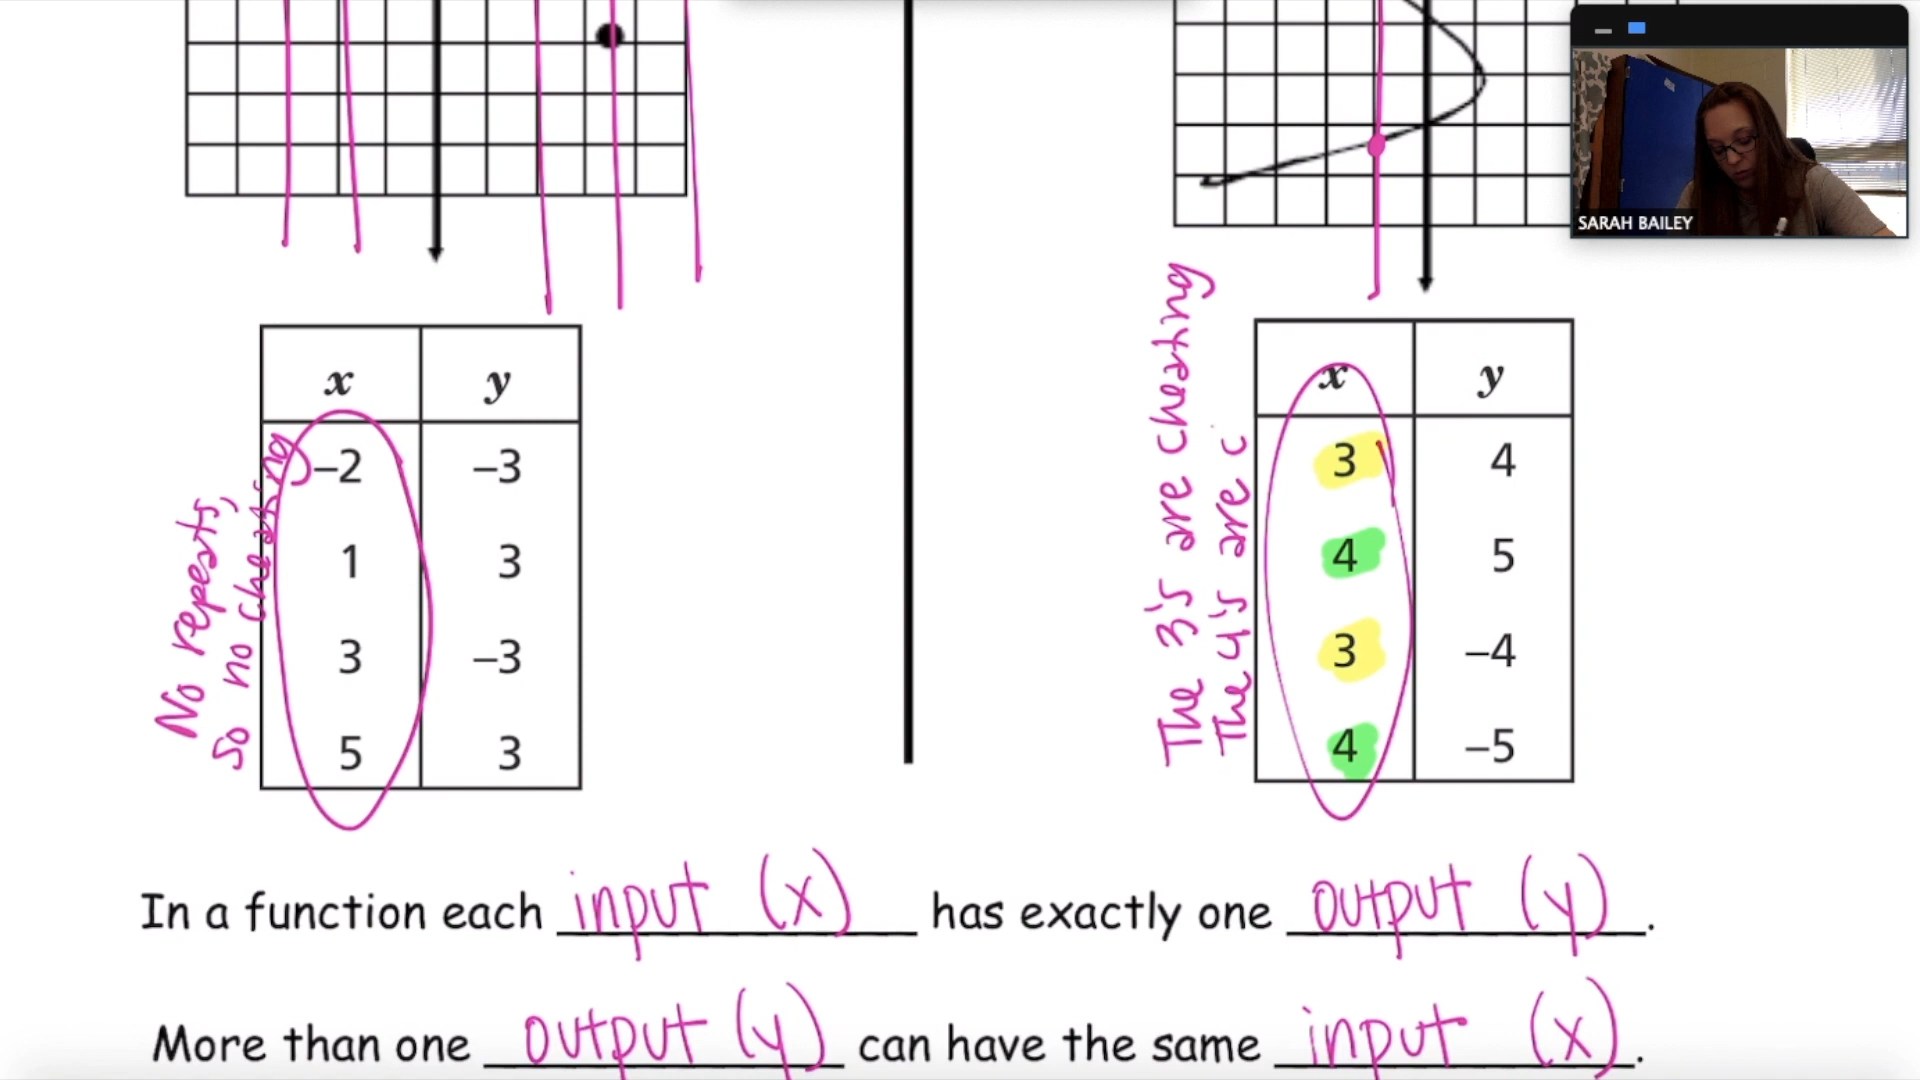 SARAH BAILEY
x y
-2 -3
1 3
3 -3
5 3
No repeats,
so no cheating
x y
3 4
4 5
3 -4
4 -5
The 3's are cheating
The 4's are c
In a function each input (x) has exactly one output (y).
More than one output (y) can have the same input (x).